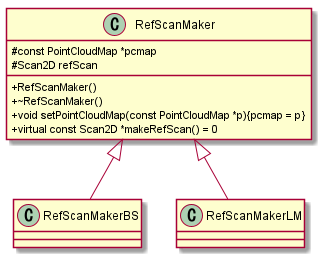 C RefScanMaker
#const PointCloudMap *pcmap
#Scan2D refScan
+RefScanMaker()
+~RefScanMaker()
+void setPointCloudMap(const PointCloudMap *p){pcmap = p}
+virtual const Scan2D *makeRefScan() = 0
C RefScanMakerBS
C RefScanMakerLM